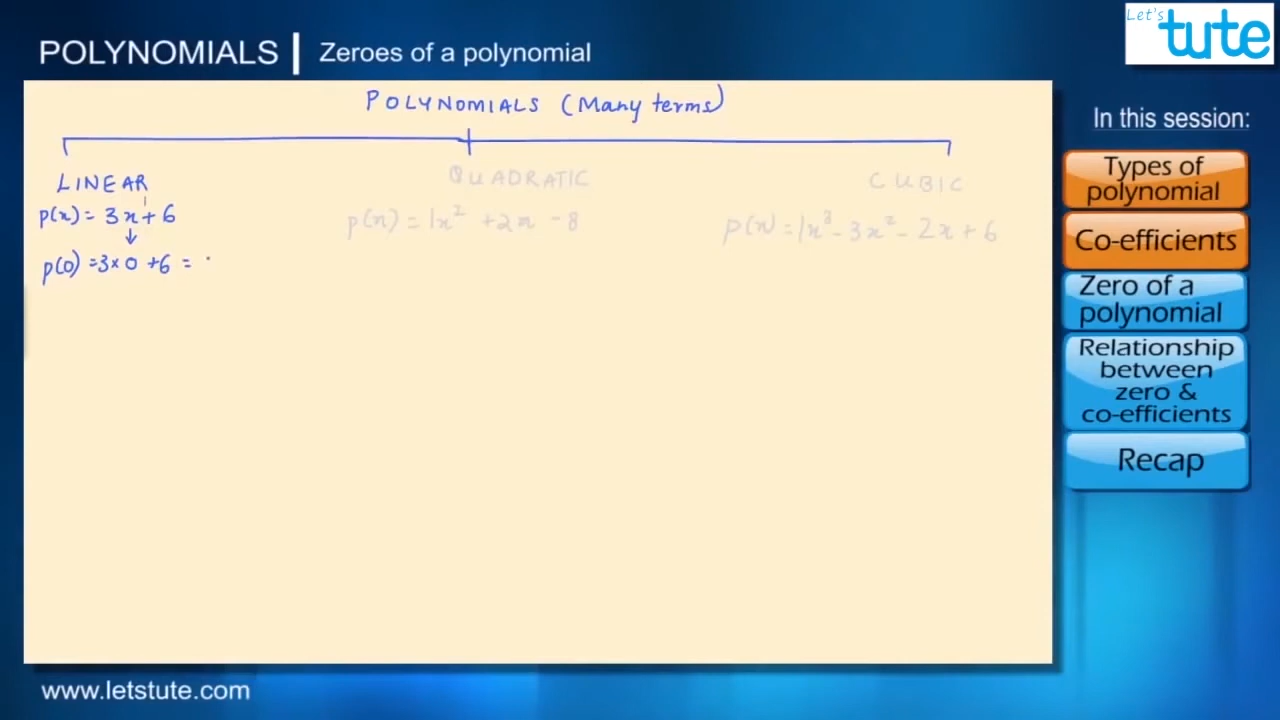 Let's
tute
POLYNOMIALS | Zeroes of a polynomial
POLYNOMIALS (Many terms)
LINEAR
p(x) = 3x + 6
p(0) = 3 × 0 + 6 =
QUADRATIC
p(x) = 1x² + 2x - 8
CUBIC
p(x) = 1x³ - 3x² - 2x + 6
In this session:
Types of
polynomial
Co-efficients
Zero of a
polynomial
Relationship
between
zero &
co-efficients
Recap
www.letstute.com